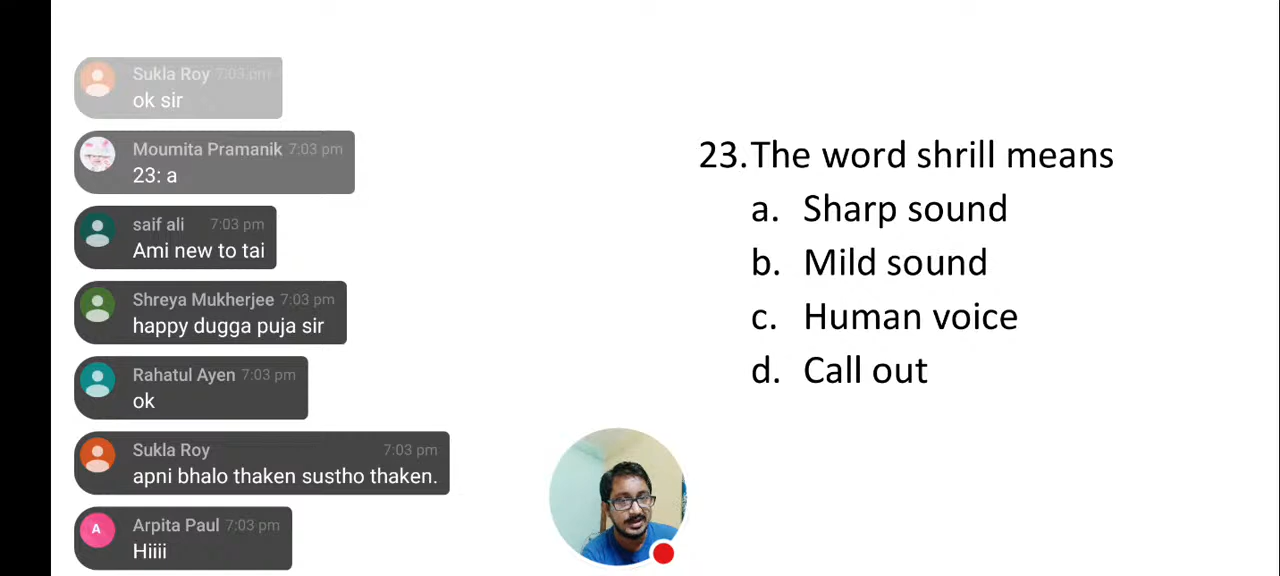 Sukla Roy 7:03 pm
ok sir
Moumita Pramanik 7:03 pm
23: a
saif ali 7:03 pm
Ami new to tai
Shreya Mukherjee 7:03 pm
happy dugga puja sir
Rahatul Ayen 7:03 pm
ok
Sukla Roy 7:03 pm
apni bhalo thaken sustho thaken.
A
Arpita Paul 7:03 pm
Hiiii
23.The word shrill means
a. Sharp sound
b. Mild sound
c. Human voice
d. Call out